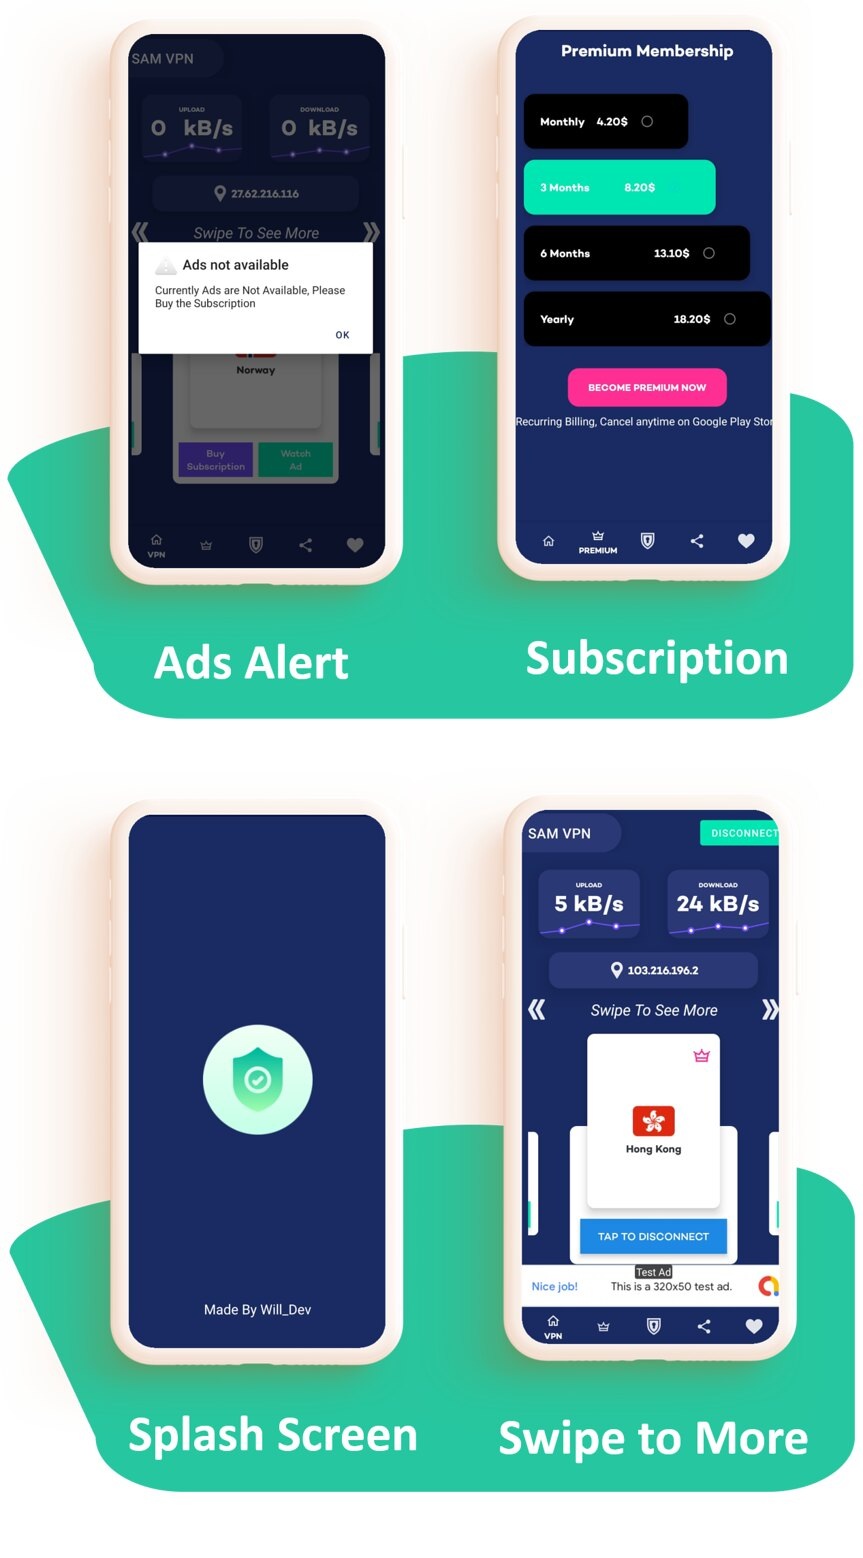 SAM VPN
UPLOAD
0 kB/s
DOWNLOAD
0 kB/s
27.62.216.116
Swipe To See More
Ads not available
Currently Ads are Not Available, Please
Buy the Subscription
OK
Norway
Buy
Subscription
Watch
Ad
VPN
Ads Alert
Premium Membership
Monthly 4.20$
3 Months 8.20$
6 Months 13.10$
Yearly 18.20$
BECOME PREMIUM NOW
Recurring Billing, Cancel anytime on Google Play Stor
PREMIUM
Subscription
Made By Will_Dev
Splash Screen
SAM VPN
DISCONNECT
UPLOAD
5 kB/s
DOWNLOAD
24 kB/s
103.216.196.2
Swipe To See More
Hong Kong
TAP TO DISCONNECT
Test Ad
Nice job! This is a 320x50 test ad.
VPN
Swipe to More